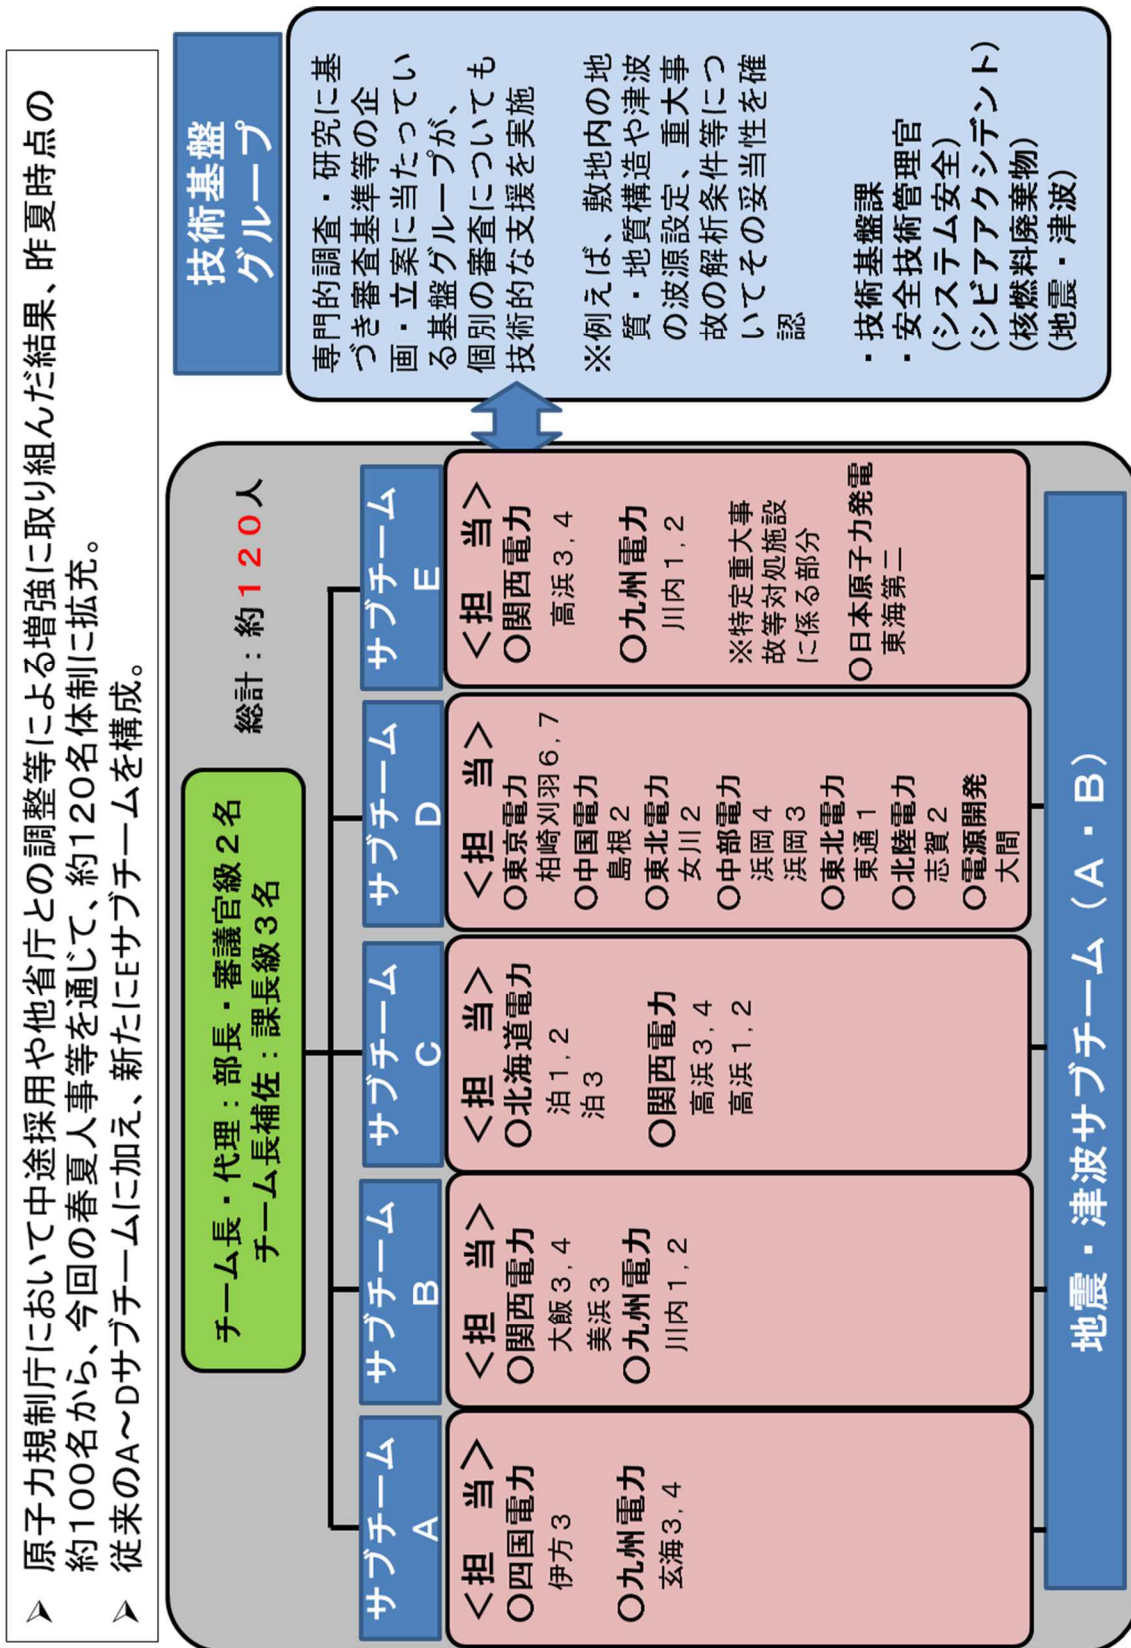 ➢ 原子力規制庁において中途採用や他省庁との調整等による増強に取り組んだ結果、昨夏時点の
約100名から、今回の春夏人事等を通じて、約120名体制に拡充。
➢ 従来のA～Dサブチームに加え、新たにEサブチームを構成。
チーム長・代理：部長・審議官級2名
チーム長補佐：課長級3名
総計：約120人
サブチーム
A
＜担 当＞
○四国電力
伊方3
○九州電力
玄海3,4
サブチーム
B
＜担 当＞
○関西電力
大飯3,4
美浜3
○九州電力
川内1,2
サブチーム
C
＜担 当＞
○北海道電力
泊1,2
泊3
○関西電力
高浜3,4
高浜1,2
サブチーム
D
＜担 当＞
○東京電力
柏崎刈羽6,7
○中国電力
島根2
○東北電力
女川2
○中部電力
浜岡4
浜岡3
○東北電力
東通1
○北陸電力
志賀2
○電源開発
大間
サブチーム
E
＜担 当＞
○関西電力
高浜3,4
○九州電力
川内1,2
※特定重大事
故等対処施設
に係る部分
○日本原子力発電
東海第二
地震・津波サブチーム（A・B）
技術基盤
グループ
専門的調査・研究に基
づき審査基準等の企
画・立案に当たってい
る基盤グループが、
個別の審査についても
技術的な支援を実施
※例えば、敷地内の地
質・地質構造や津波
の波源設定、重大事
故の解析条件等につ
いてその妥当性を確
認
・技術基盤課
・安全技術管理官
(システム安全)
(シビアアクシデント)
(核燃料廃棄物)
(地震・津波)